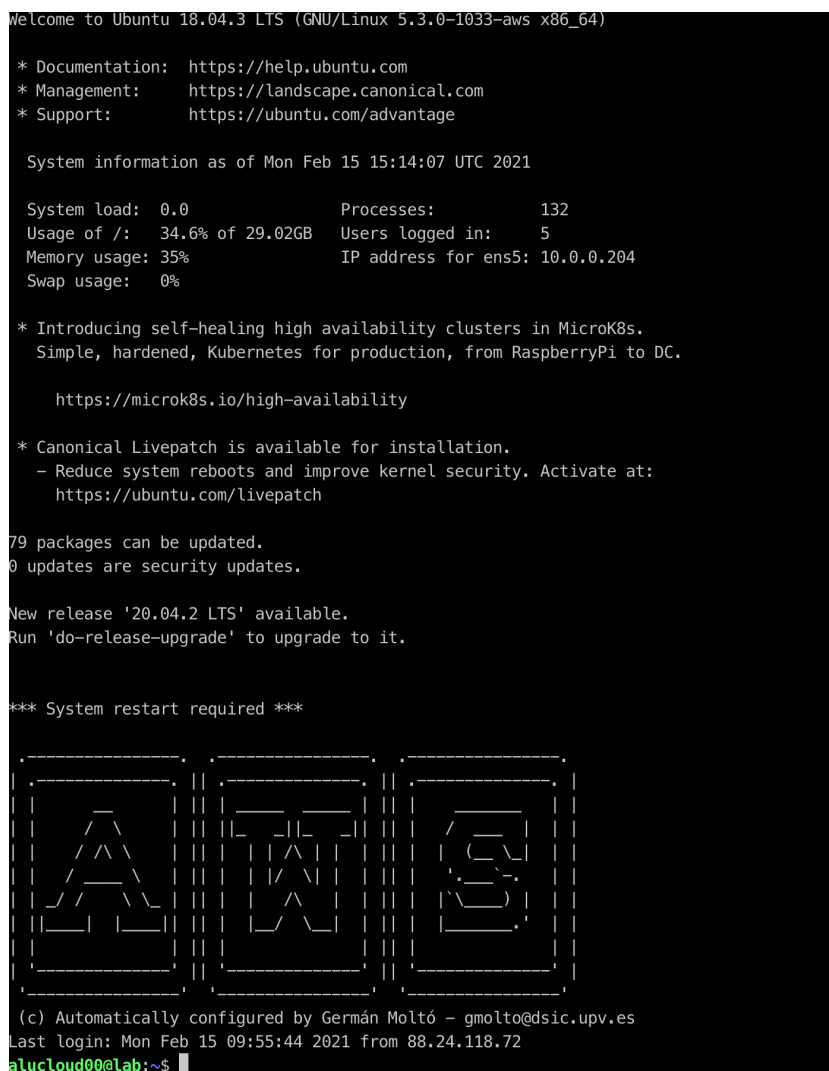 Welcome to Ubuntu 18.04.3 LTS (GNU/Linux 5.3.0-1033-aws x86_64)

 * Documentation:  https://help.ubuntu.com
 * Management:     https://landscape.canonical.com
 * Support:        https://ubuntu.com/advantage

  System information as of Mon Feb 15 15:14:07 UTC 2021

  System load:  0.0                Processes:           132
  Usage of /:   34.6% of 29.02GB   Users logged in:     5
  Memory usage: 35%                IP address for ens5: 10.0.0.204
  Swap usage:   0%

 * Introducing self-healing high availability clusters in MicroK8s.
   Simple, hardened, Kubernetes for production, from RaspberryPi to DC.

     https://microk8s.io/high-availability

 * Canonical Livepatch is available for installation.
   - Reduce system reboots and improve kernel security. Activate at:
     https://ubuntu.com/livepatch

79 packages can be updated.
0 updates are security updates.

New release '20.04.2 LTS' available.
Run 'do-release-upgrade' to upgrade to it.

*** System restart required ***

AWS
 (c) Automatically configured by Germán Moltó - gmolto@dsic.upv.es
Last login: Mon Feb 15 09:55:44 2021 from 88.24.118.72
alucloud00@lab:~$